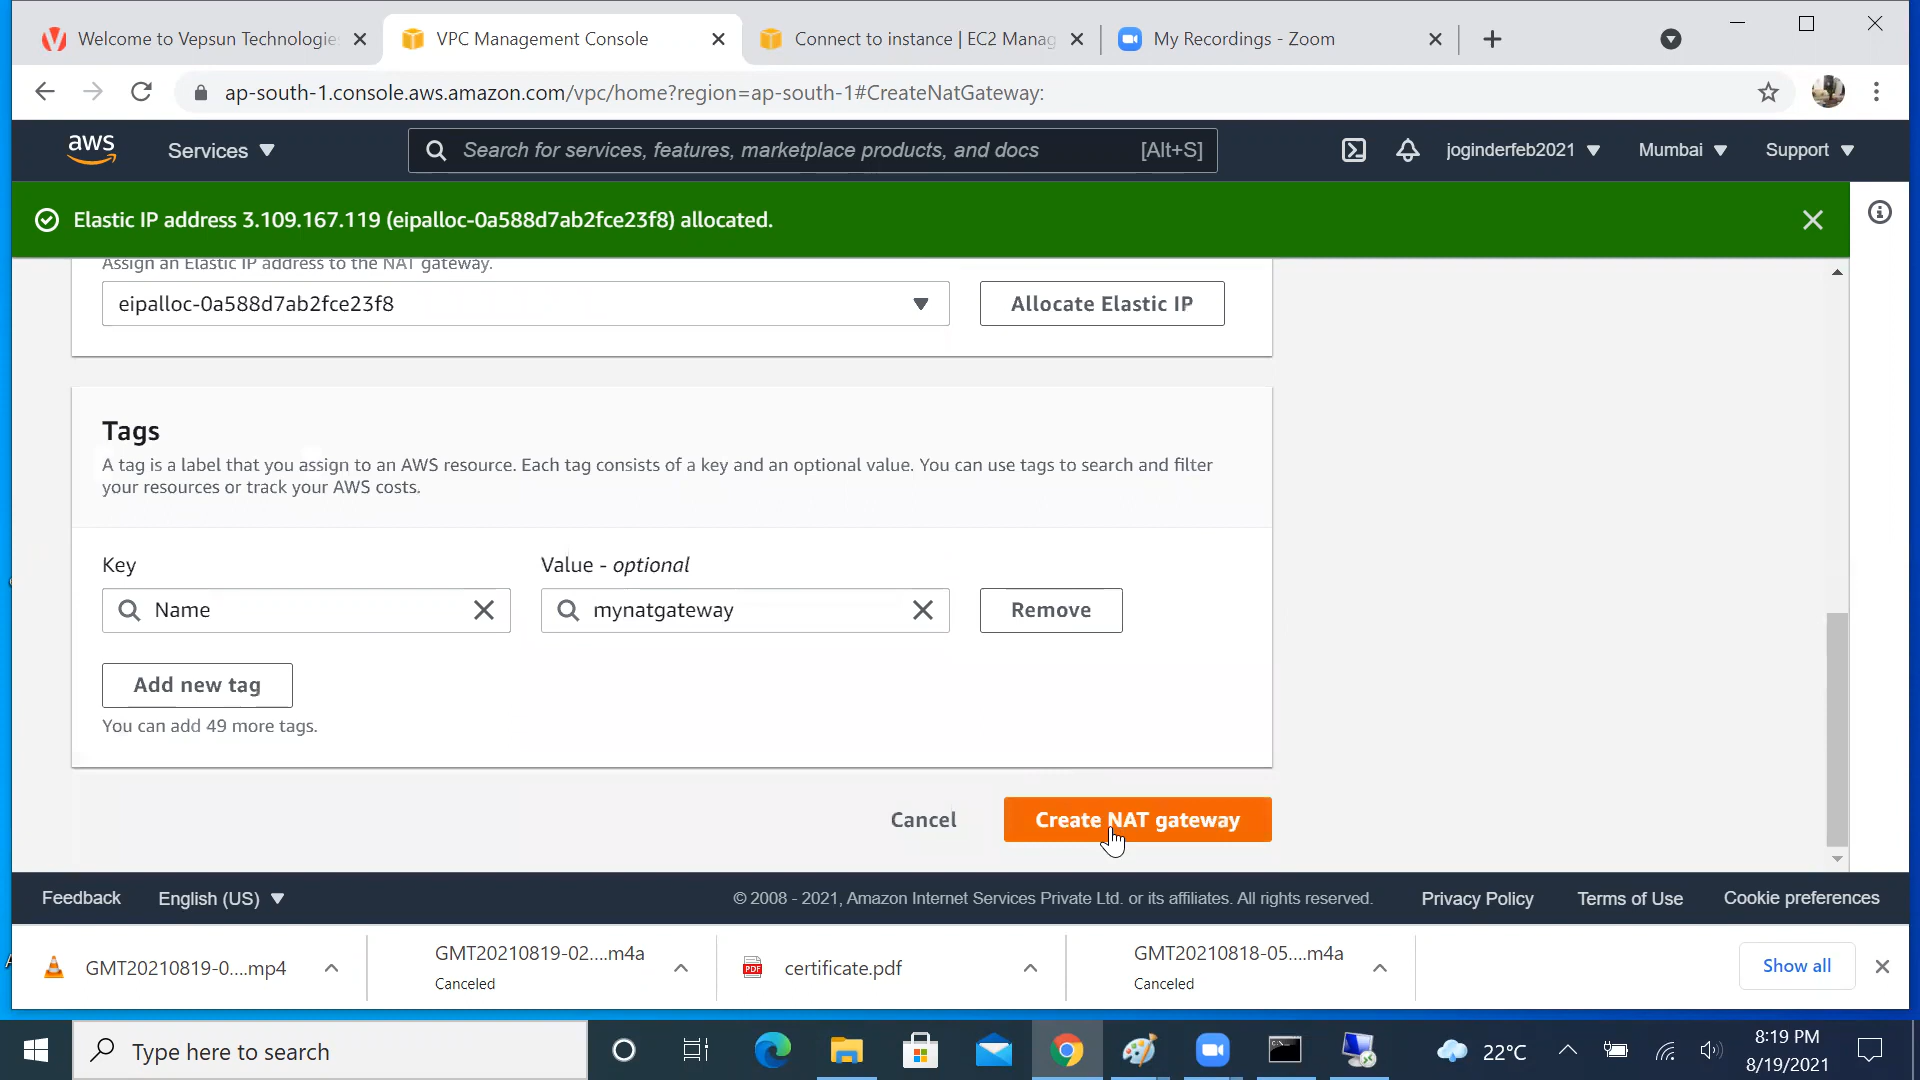 Welcome to Vepsun Technologie
VPC Management Console
Connect to instance | EC2 Manag
My Recordings - Zoom
ap-south-1.console.aws.amazon.com/vpc/home?region=ap-south-1#CreateNatGateway:
aws
Services
Search for services, features, marketplace products, and docs
[Alt+S]
joginderfeb2021
Mumbai
Support
Elastic IP address 3.109.167.119 (eipalloc-0a588d7ab2fce23f8) allocated.
Assign an Elastic IP address to the NAT gateway.
eipalloc-0a588d7ab2fce23f8
Allocate Elastic IP
Tags
A tag is a label that you assign to an AWS resource. Each tag consists of a key and an optional value. You can use tags to search and filter
your resources or track your AWS costs.
Key
Value - optional
Name
mynatgateway
Remove
Add new tag
You can add 49 more tags.
Cancel
Create NAT gateway
Feedback
English (US)
© 2008 - 2021, Amazon Internet Services Private Ltd. or its affiliates. All rights reserved.
Privacy Policy
Terms of Use
Cookie preferences
GMT20210819-0....mp4
GMT20210819-02....m4a
Canceled
PDF
certificate.pdf
GMT20210818-05....m4a
Canceled
Show all
Type here to search
22°C
8:19 PM
8/19/2021